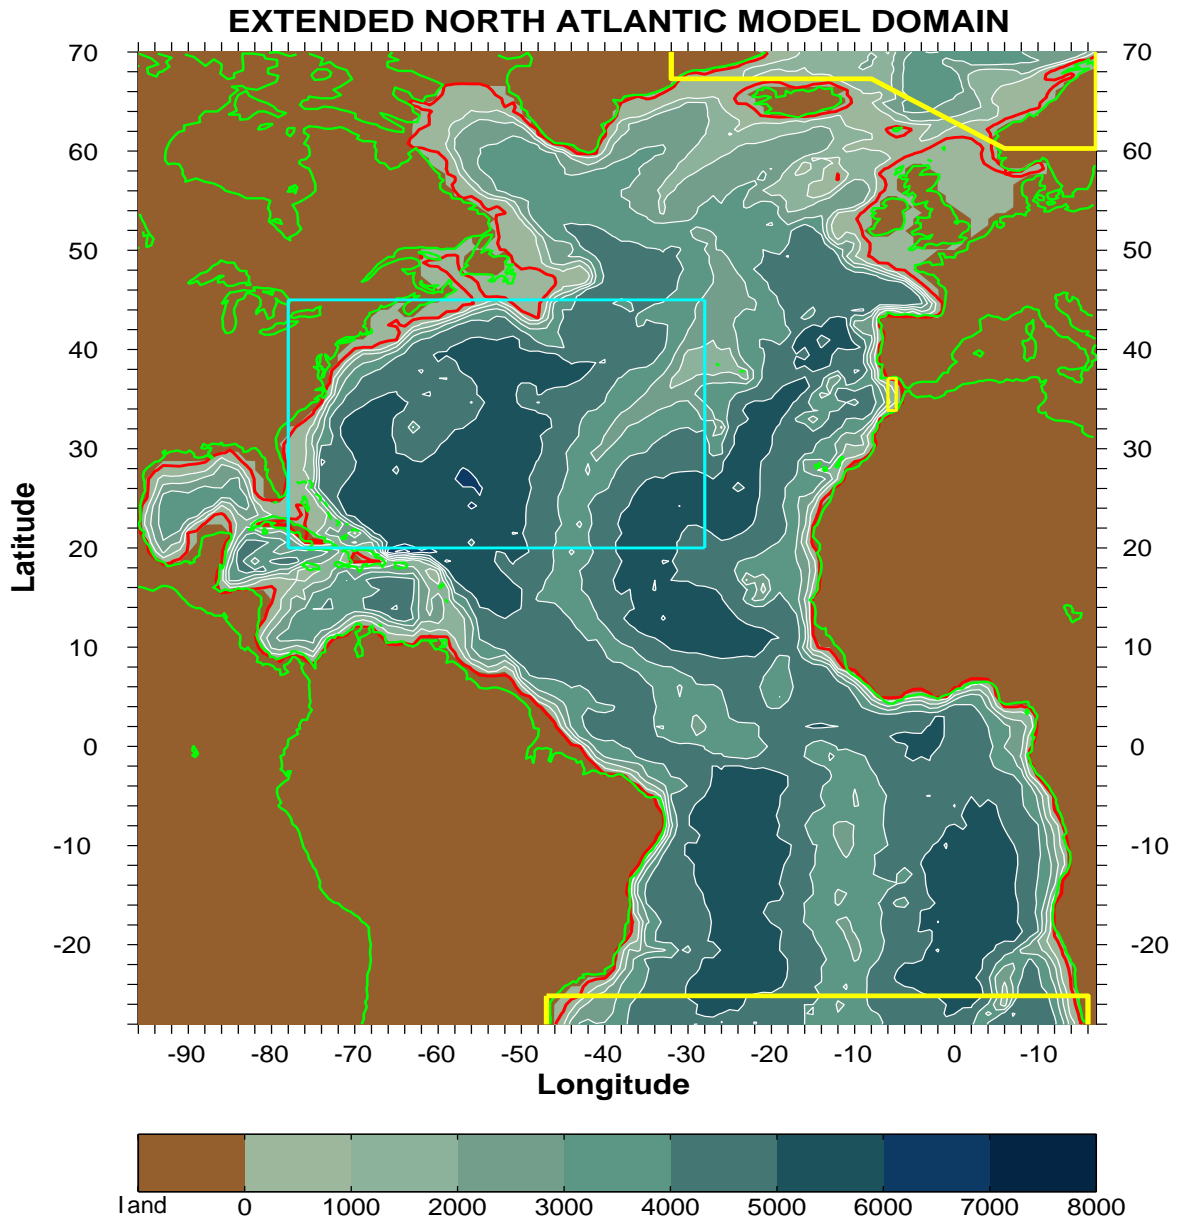 EXTENDED NORTH ATLANTIC MODEL DOMAIN
70 70
60 60
50 50
40 40
30 30
20 20
10 10
0 0
-10 -10
-20 -20
Latitude
-90 -80 -70 -60 -50 -40 -30 -20 -10 0 -10
Longitude
land 0 1000 2000 3000 4000 5000 6000 7000 8000